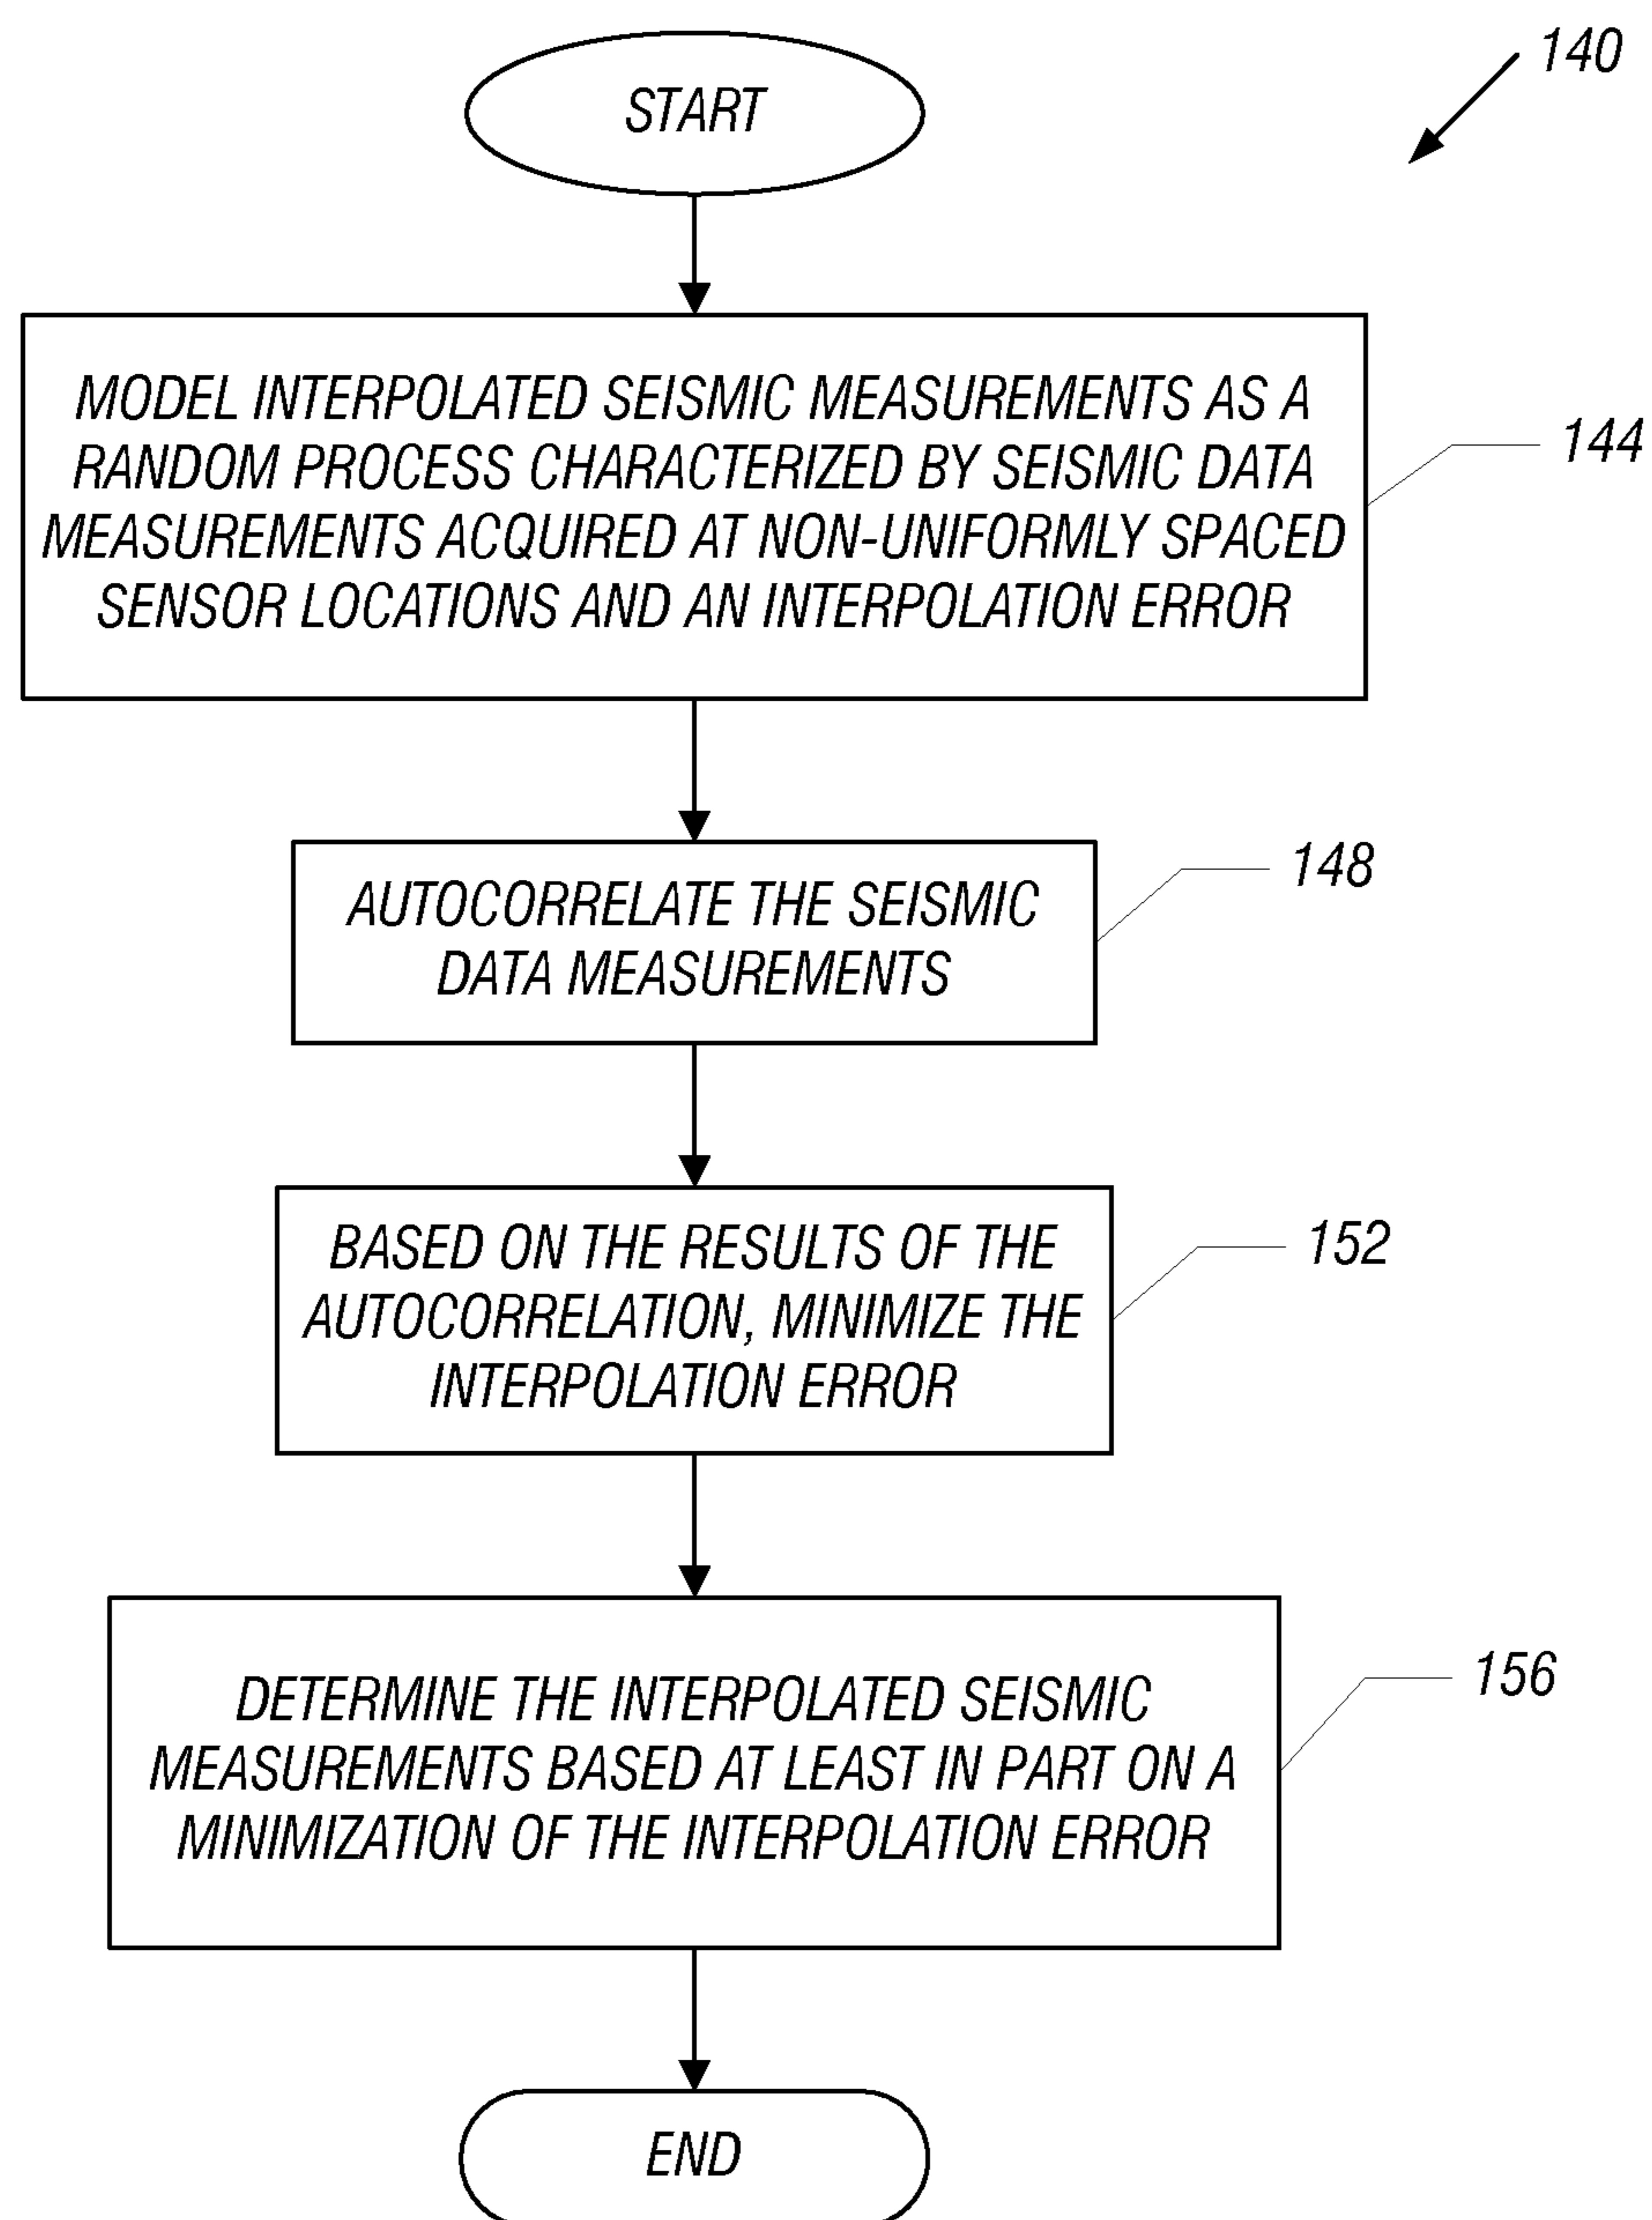 140
START
MODEL INTERPOLATED SEISMIC MEASUREMENTS AS A
RANDOM PROCESS CHARACTERIZED BY SEISMIC DATA
MEASUREMENTS ACQUIRED AT NON-UNIFORMLY SPACED
SENSOR LOCATIONS AND AN INTERPOLATION ERROR
144
AUTOCORRELATE THE SEISMIC
DATA MEASUREMENTS
148
BASED ON THE RESULTS OF THE
AUTOCORRELATION, MINIMIZE THE
INTERPOLATION ERROR
152
DETERMINE THE INTERPOLATED SEISMIC
MEASUREMENTS BASED AT LEAST IN PART ON A
MINIMIZATION OF THE INTERPOLATION ERROR
156
END